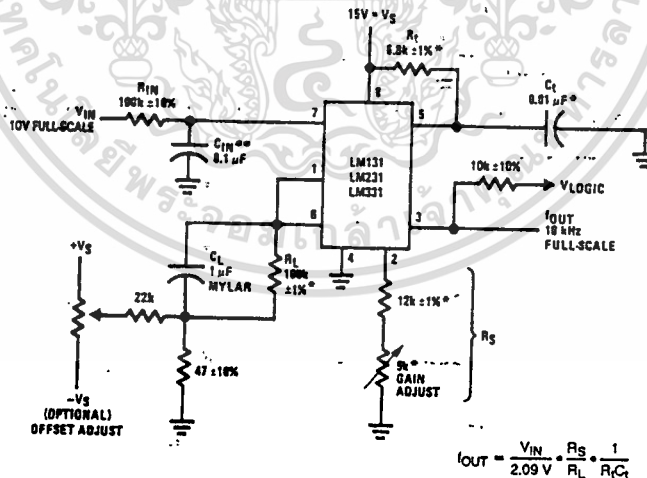 15V = VS
Rt
6.8k ±1%*
RIN
100k ±10%
VIN
10V FULL-SCALE
CIN**
0.1 µF
Ct
0.01 µF*
7
8
5
1
6
3
4
2
LM131
LM231
LM331
10k ±10%
VLOGIC
fOUT
10 kHz
FULL-SCALE
CL
1 µF
MYLAR
RL
100k
±1%*
+VS
22k
12k ±1%*
RS
5k*
GAIN
ADJUST
47 ±10%
−VS
(OPTIONAL)
OFFSET ADJUST
fOUT = VIN/2.09 V • RS/RL • 1/RtCt